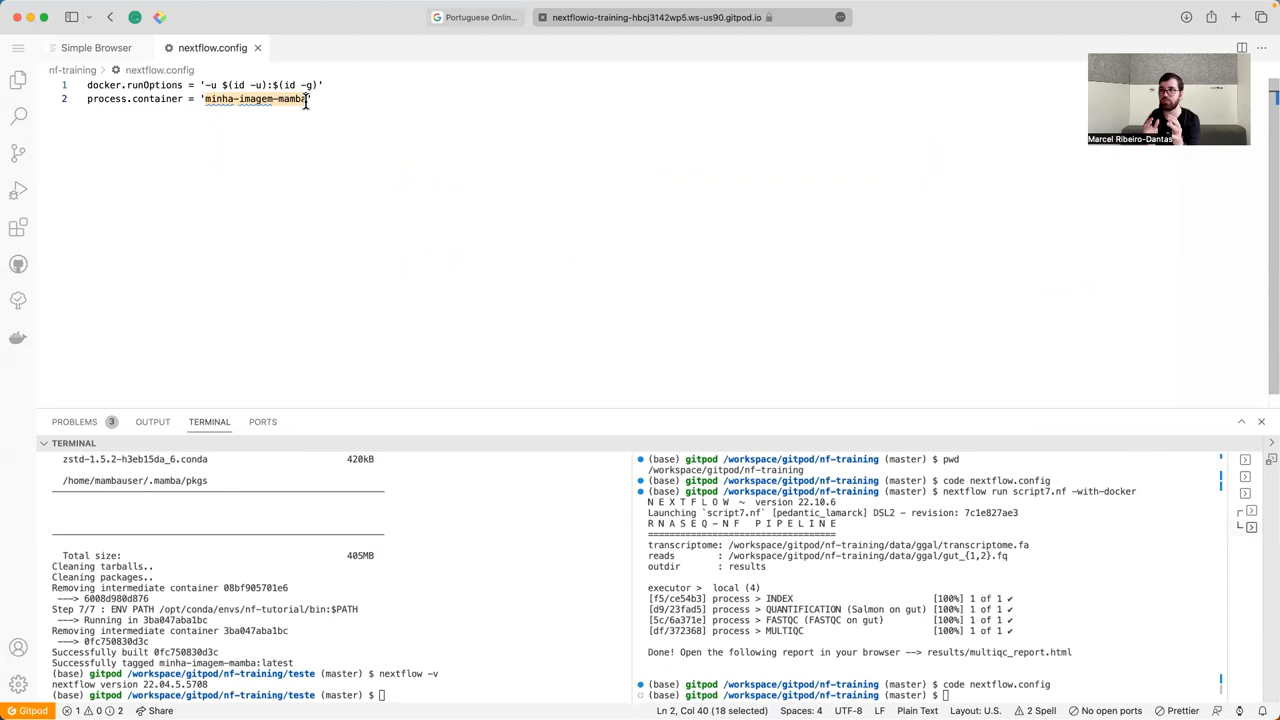 Portuguese Onlin...
nextflowio-training-hbcj3142wp5.ws-us90.gitpod.io
Simple Browser
nextflow.config
nf-training > nextflow.config
1 docker.runOptions = '-u $(id -u):$(id -g)'
2 process.container = 'minha-imagem-mamba'
Marcel Ribeiro-Dantas
PROBLEMS 3 OUTPUT TERMINAL PORTS
TERMINAL
zstd-1.5.2-h3eb15da_6.conda 420kB
/home/mambauser/.mamba/pkgs
Total size: 405MB
Cleaning tarballs..
Cleaning packages..
Removing intermediate container 08bf905701e6
---> 6008d980d876
Step 7/7 : ENV PATH /opt/conda/envs/nf-tutorial/bin:$PATH
---> Running in 3ba047aba1bc
Removing intermediate container 3ba047aba1bc
---> 0fc750830d3c
Successfully built 0fc750830d3c
Successfully tagged minha-imagem-mamba:latest
(base) gitpod /workspace/gitpod/nf-training/teste (master) $ nextflow -v
nextflow version 22.04.5.5708
(base) gitpod /workspace/gitpod/nf-training/teste (master) $
(base) gitpod /workspace/gitpod/nf-training (master) $ pwd
/workspace/gitpod/nf-training
(base) gitpod /workspace/gitpod/nf-training (master) $ code nextflow.config
(base) gitpod /workspace/gitpod/nf-training (master) $ nextflow run script7.nf -with-docker
N E X T F L O W ~ version 22.10.6
Launching `script7.nf` [pedantic_lamarck] DSL2 - revision: 7c1e827ae3
R N A S E Q - N F P I P E L I N E
===================================
transcriptome: /workspace/gitpod/nf-training/data/ggal/transcriptome.fa
reads : /workspace/gitpod/nf-training/data/ggal/gut_{1,2}.fq
outdir : results
executor > local (4)
[f5/ce54b3] process > INDEX [100%] 1 of 1 ✔
[d9/23fad5] process > QUANTIFICATION (Salmon on gut) [100%] 1 of 1 ✔
[5c/6a371e] process > FASTQC (FASTQC on gut) [100%] 1 of 1 ✔
[df/372368] process > MULTIQC [100%] 1 of 1 ✔
Done! Open the following report in your browser --> results/multiqc_report.html
(base) gitpod /workspace/gitpod/nf-training (master) $ code nextflow.config
(base) gitpod /workspace/gitpod/nf-training (master) $
Gitpod 1 0 2 Share Ln 2, Col 40 (18 selected) Spaces: 4 UTF-8 LF Plain Text Layout: U.S. 2 Spell No open ports Prettier